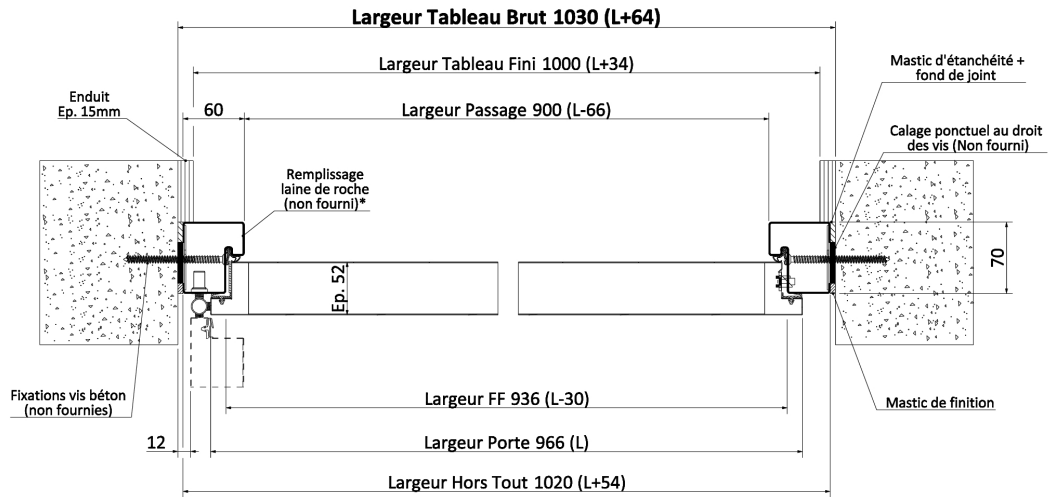 Largeur Tableau Brut 1030 (L+64)
Largeur Tableau Fini 1000 (L+34)
Mastic d'étanchéité +
fond de joint
Enduit
Ep. 15mm
60
Largeur Passage 900 (L-66)
Calage ponctuel au droit
des vis (Non fourni)
Remplissage
laine de roche
(non fourni)*
Ep. 52
70
Fixations vis béton
(non fournies)
Largeur FF 936 (L-30)
Mastic de finition
12
Largeur Porte 966 (L)
Largeur Hors Tout 1020 (L+54)